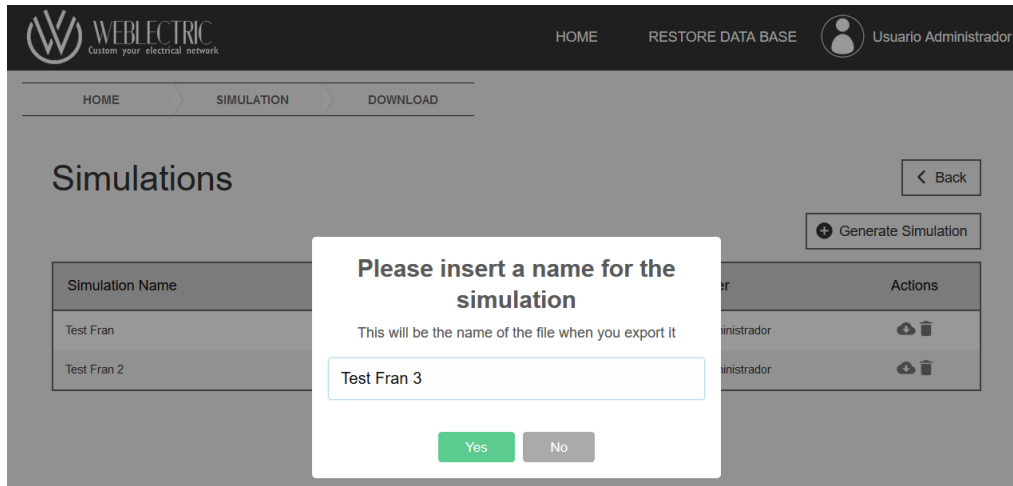 WEBLECTRIC
Custom your electrical network
HOME
RESTORE DATA BASE
Usuario Administrador
HOME
SIMULATION
DOWNLOAD
Simulations
Back
Generate Simulation
Please insert a name for the
simulation
This will be the name of the file when you export it
Test Fran 3
Yes
No
Simulation Name
er
Actions
Test Fran
ministrador
Test Fran 2
ministrador